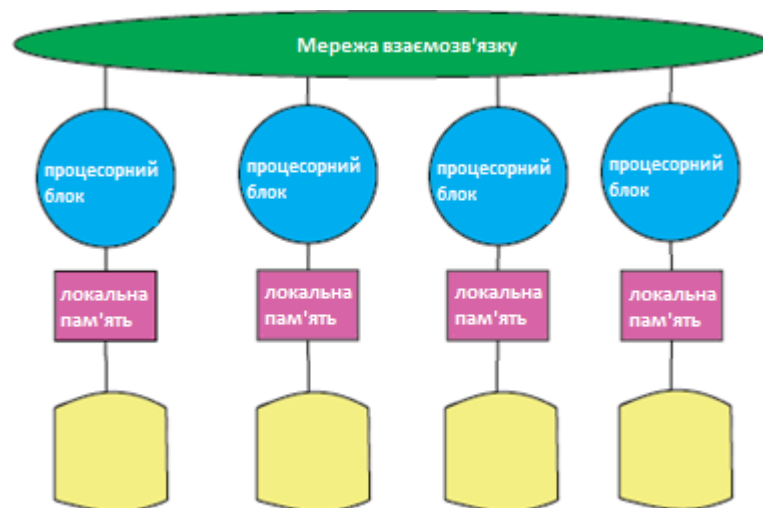 Мережа взаємозв'язку
процесорний
блок
процесорний
блок
процесорний
блок
процесорний
блок
локальна
пам'ять
локальна
пам'ять
локальна
пам'ять
локальна
пам'ять